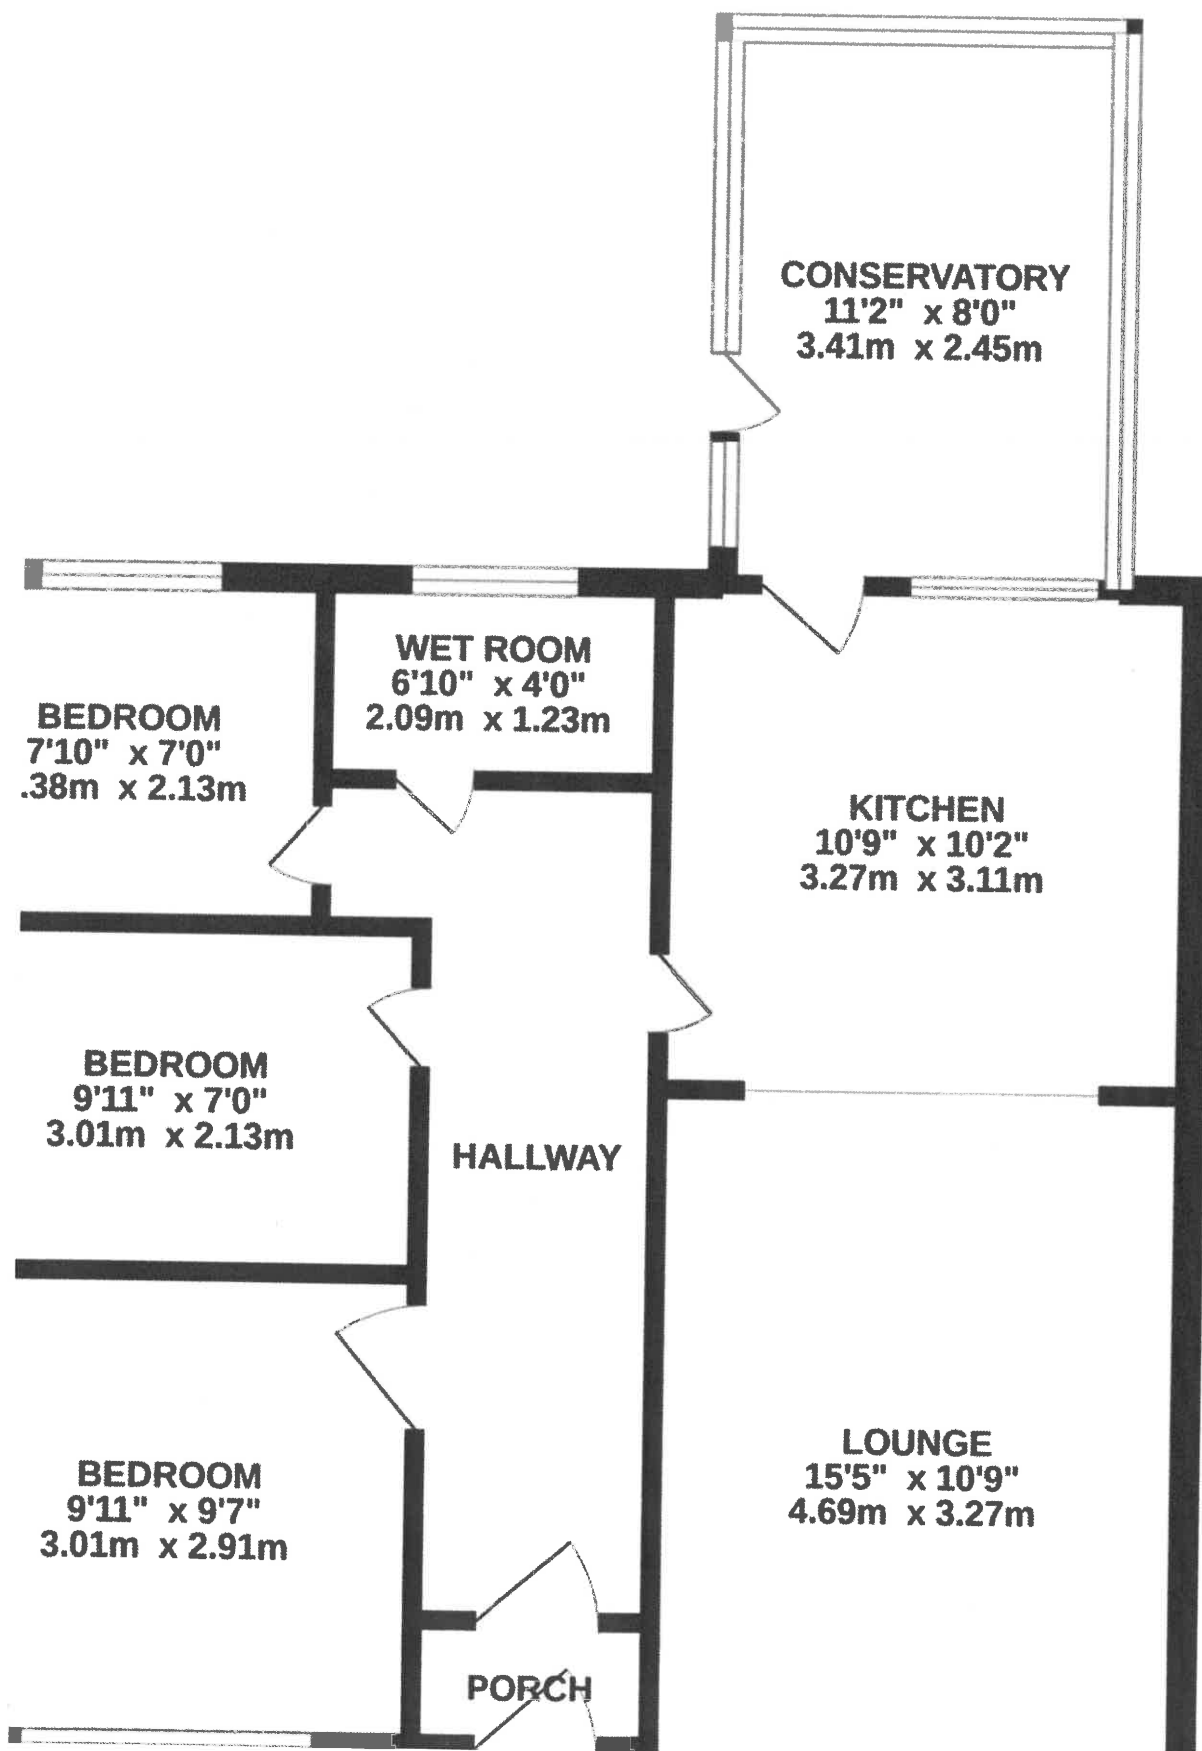 CONSERVATORY
11'2" x 8'0"
3.41m x 2.45m
WET ROOM
6'10" x 4'0"
2.09m x 1.23m
BEDROOM
7'10" x 7'0"
.38m x 2.13m
KITCHEN
10'9" x 10'2"
3.27m x 3.11m
BEDROOM
9'11" x 7'0"
3.01m x 2.13m
HALLWAY
LOUNGE
15'5" x 10'9"
4.69m x 3.27m
BEDROOM
9'11" x 9'7"
3.01m x 2.91m
PORCH